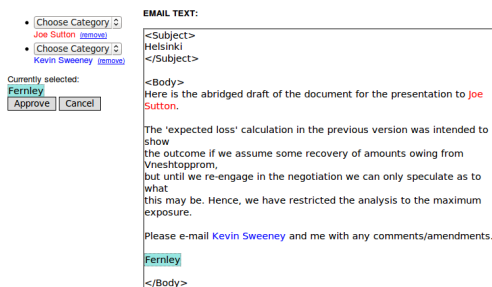 Choose Category
Joe Sutton (remove)
Choose Category
Kevin Sweeney (remove)
Currently selected:
Fernley
Approve Cancel
EMAIL TEXT:
<Subject>
Helsinki
</Subject>
<Body>
Here is the abridged draft of the document for the presentation to Joe
Sutton.
The 'expected loss' calculation in the previous version was intended to
show
the outcome if we assume some recovery of amounts owing from
Vneshtopprom,
but until we re-engage in the negotiation we can only speculate as to
what
this may be. Hence, we have restricted the analysis to the maximum
exposure.
Please e-mail Kevin Sweeney and me with any comments/amendments.
Fernley
</Body>